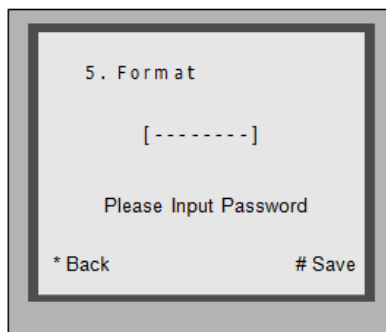 5. Format
[--------]
Please Input Password
* Back # Save